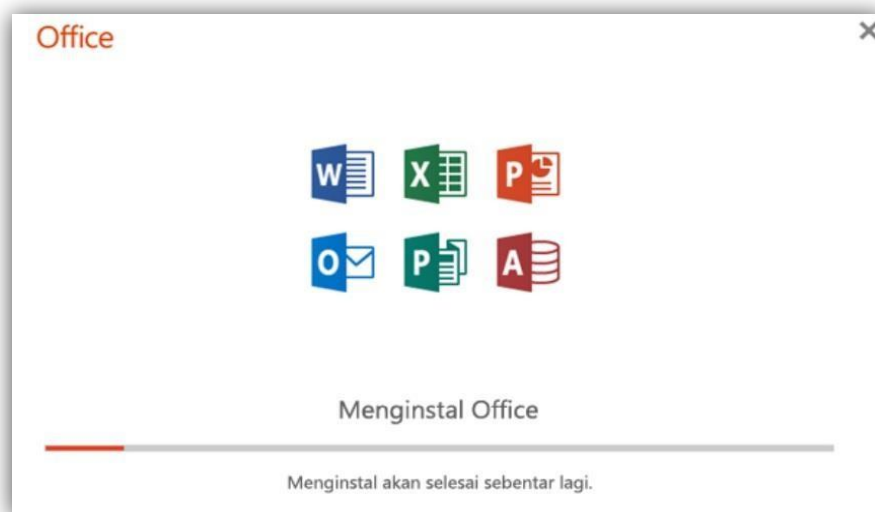 Office
W X P
O P A
Menginstal Office
Menginstal akan selesai sebentar lagi.